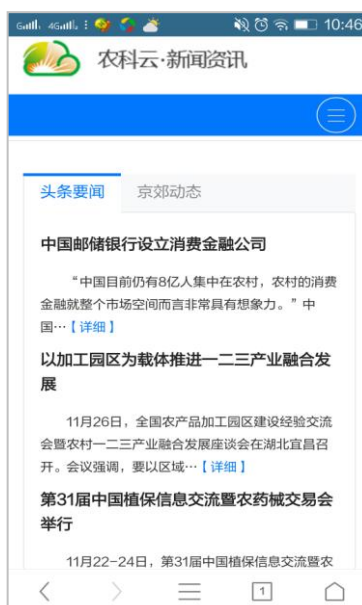 10:46
农科云·新闻资讯
头条要闻 京郊动态
中国邮储银行设立消费金融公司
“中国目前仍有8亿人集中在农村，农村的消费
金融就整个市场空间而言非常具有想象力。”中
国…【详细】
以加工园区为载体推进一二三产业融合发
展
11月26日，全国农产品加工园区建设经验交流
会暨农村一二三产业融合发展座谈会在湖北宜昌召
开。会议强调，要以区域…【详细】
第31届中国植保信息交流暨农药械交易会
举行
11月22-24日，第31届中国植保信息交流暨农
1